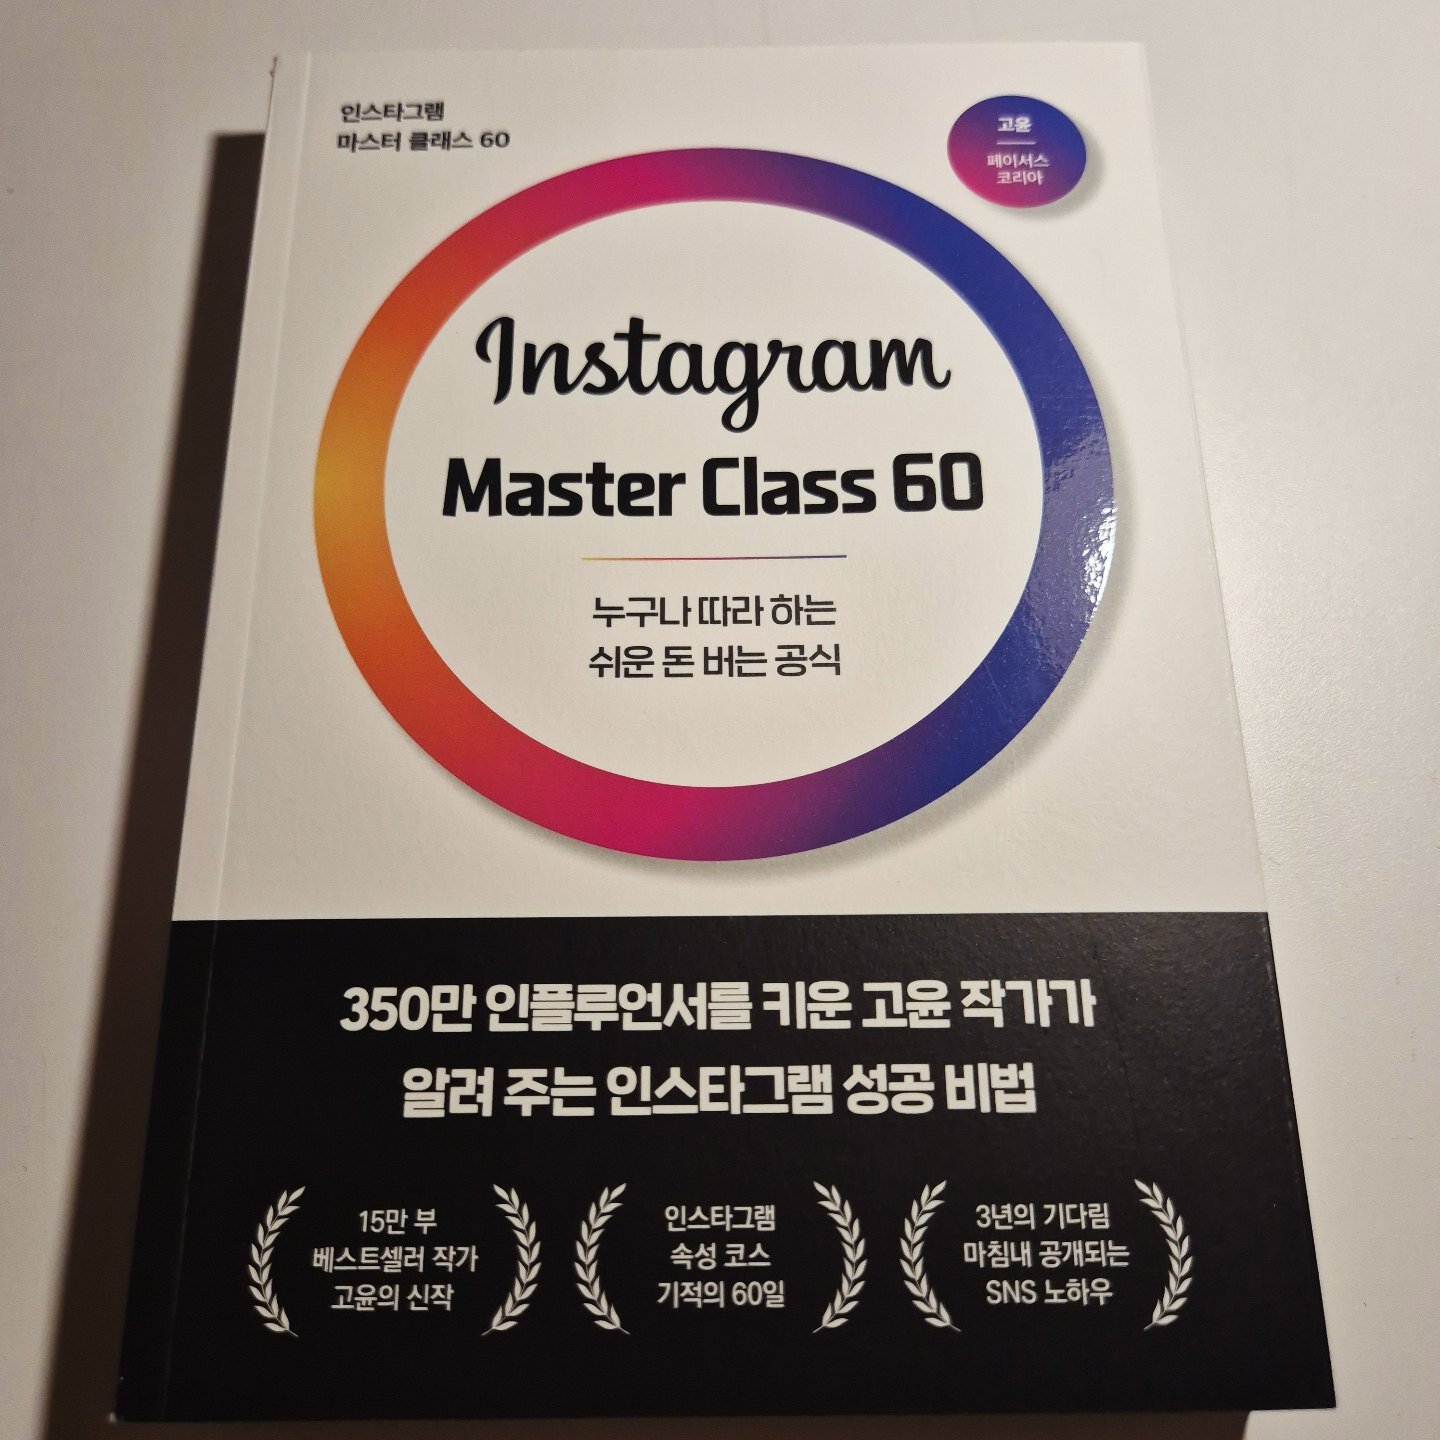 인스타그램
마스터 클래스 60
고윤
페이서스
코리아
Instagram
Master Class 60
누구나 따라 하는
쉬운 돈 버는 공식
350만 인플루언서를 키운 고윤 작가가
알려 주는 인스타그램 성공 비법
15만 부
베스트셀러 작가
고윤의 신작
인스타그램
속성 코스
기적의 60일
3년의 기다림
마침내 공개되는
SNS 노하우